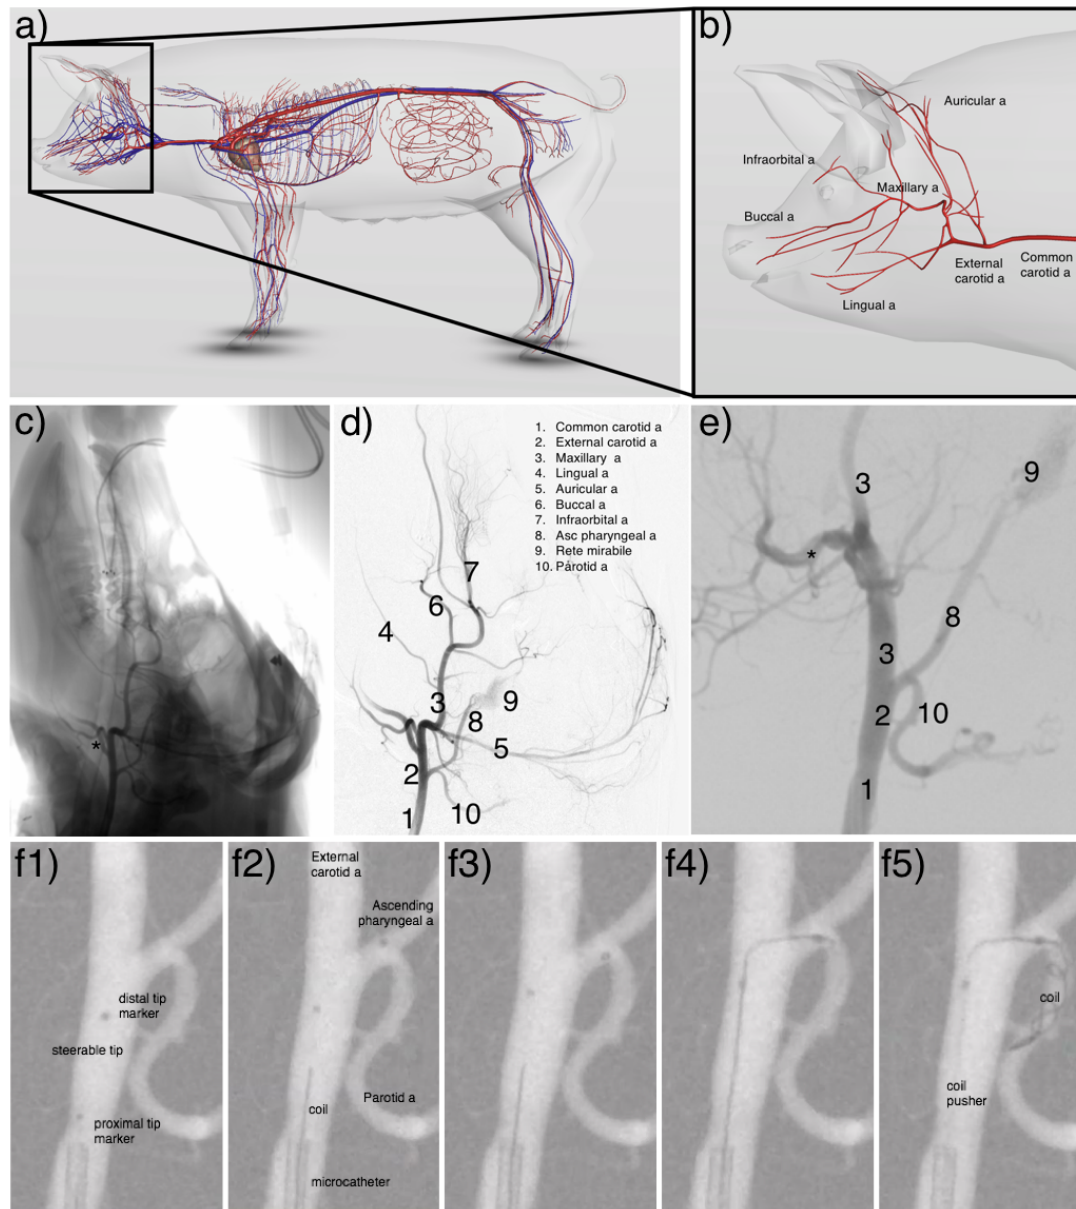 a)
b)
Auricular a
Infraorbital a
Maxillary a
Buccal a
External
carotid a
Common
carotid a
Lingual a
c)
*
d)
1. Common carotid a
2. External carotid a
3. Maxillary a
4. Lingual a
5. Auricular a
6. Buccal a
7. Infraorbital a
8. Asc pharyngeal a
9. Rete mirabile
10. Párotid a
7
6
4
3
9
8
5
2
10
1
e)
9
3
*
8
3
2
10
1
f1)
distal tip
marker
steerable tip
proximal tip
marker
f2)
External
carotid a
Ascending
pharyngeal a
coil
Parotid a
microcatheter
f3)
f4)
f5)
coil
coil
pusher